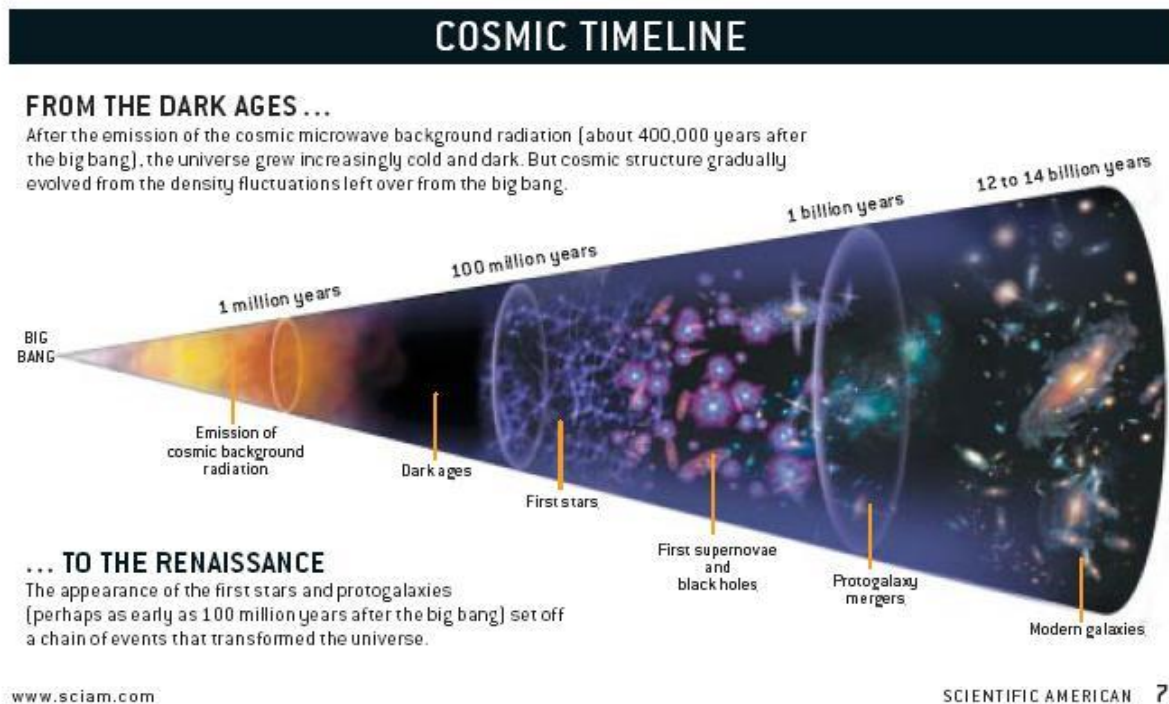 COSMIC TIMELINE
FROM THE DARK AGES ...
After the emission of the cosmic microwave background radiation (about 400,000 years after
the big bang), the universe grew increasingly cold and dark. But cosmic structure gradually
evolved from the density fluctuations left over from the big bang.
12 to 14 billion years
1 billion years
100 million years
1 million years
BIG
BANG
Emission of
cosmic background
radiation
Dark ages
First stars
First supernovae
and
black holes
Protogalaxy
mergers
Modern galaxies
... TO THE RENAISSANCE
The appearance of the first stars and protogalaxies
(perhaps as early as 100 million years after the big bang) set off
a chain of events that transformed the universe.
www.sciam.com
SCIENTIFIC AMERICAN 7